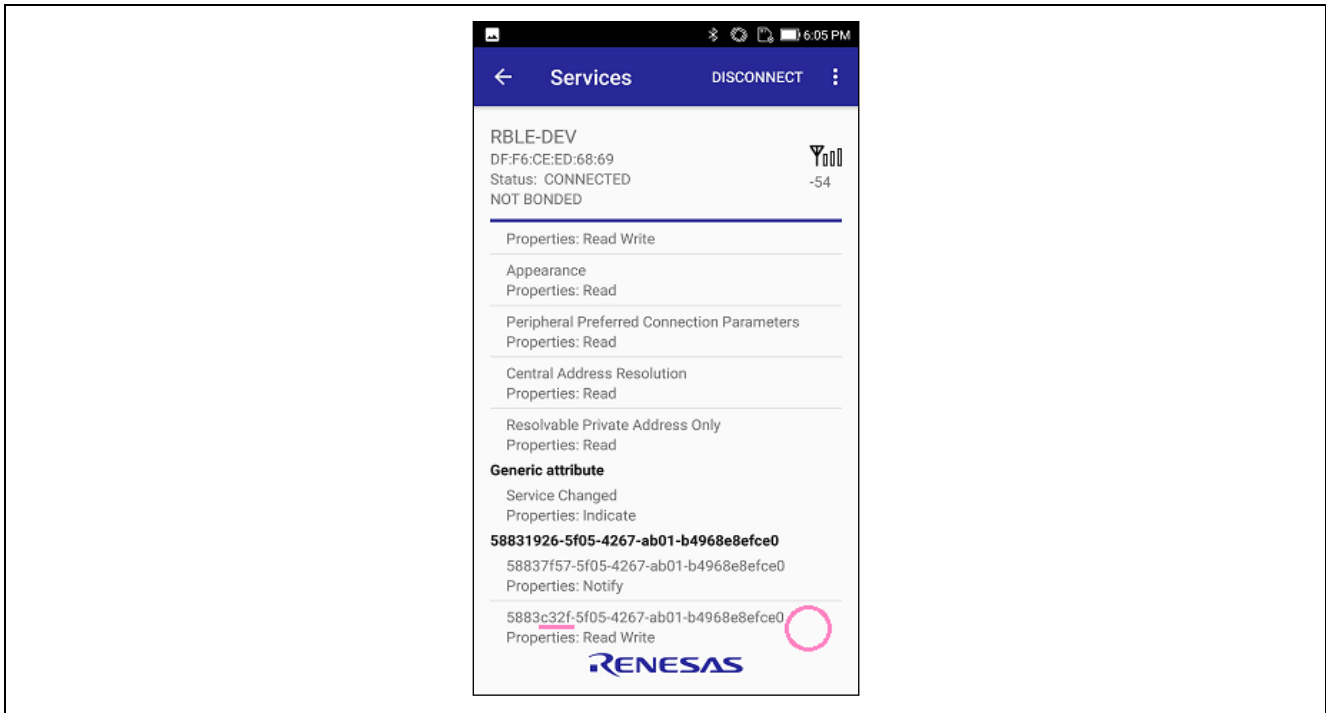 6:05 PM
Services DISCONNECT
RBLE-DEV
DF:F6:CE:ED:68:69
Status: CONNECTED
-54
NOT BONDED
Properties: Read Write
Appearance
Properties: Read
Peripheral Preferred Connection Parameters
Properties: Read
Central Address Resolution
Properties: Read
Resolvable Private Address Only
Properties: Read
Generic attribute
Service Changed
Properties: Indicate
58831926-5f05-4267-ab01-b4968e8efce0
58837f57-5f05-4267-ab01-b4968e8efce0
Properties: Notify
5883c32f-5f05-4267-ab01-b4968e8efce0
Properties: Read Write
RENESAS